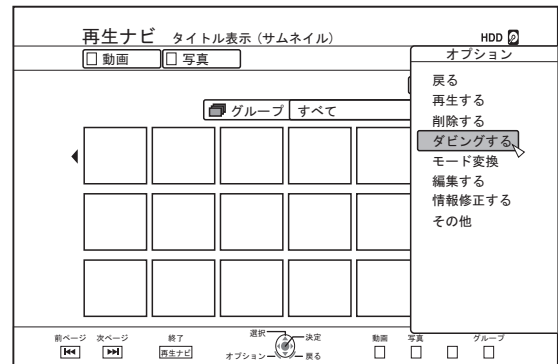 再生ナビ タイトル表示（サムネイル） HDD
動画 写真
グループ すべて
オプション
戻る
再生する
削除する
ダビングする
モード変換
編集する
情報修正する
その他
前ページ 次ページ 終了 選択 決定 動画 写真 グループ
再生ナビ オプション 戻る